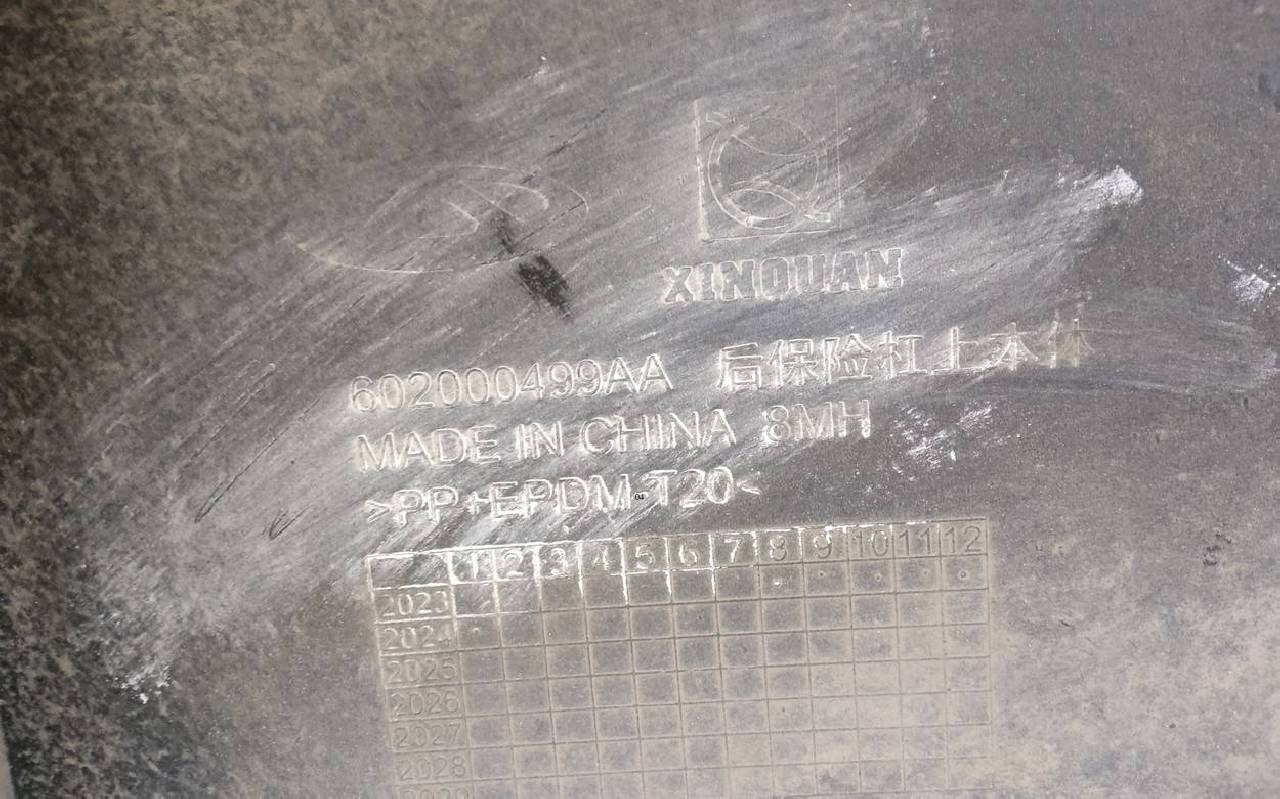 XINQUAN
602000499AA 后保险杠上本体
MADE IN CHINA 8MH
>PP+EPDM-T20<
1 2 3 4 5 6 7 8 9 10 11 12
2023
2024
2025
2026
2027
2028